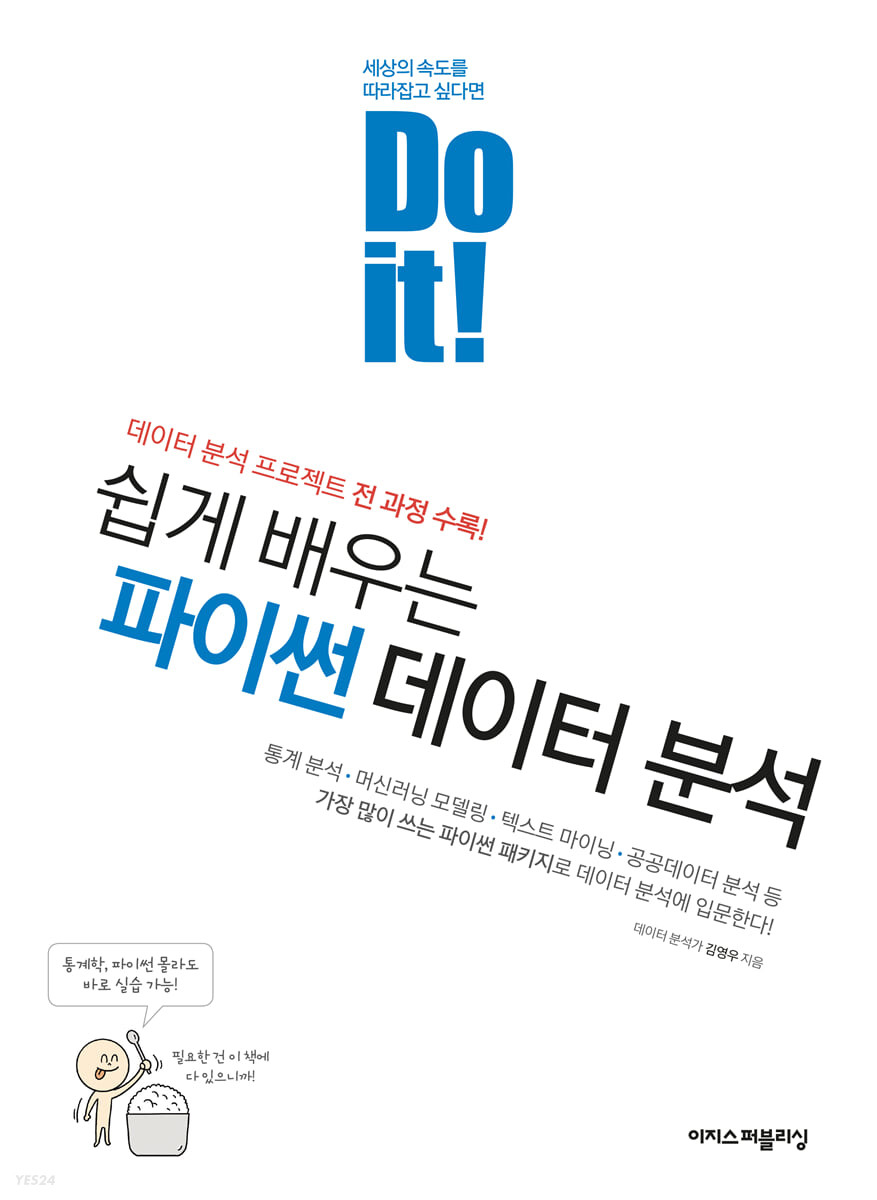 세상의 속도를
따라잡고 싶다면
Do
it!
데이터 분석 프로젝트 전 과정 수록!
쉽게 배우는
파이썬 데이터 분석
통계 분석 · 머신러닝 모델링 · 텍스트 마이닝 · 공공데이터 분석 등
가장 많이 쓰는 파이썬 패키지로 데이터 분석에 입문한다!
데이터 분석가 김영우 지음
통계학, 파이썬 몰라도
바로 실습 가능!
필요한 건 이 책에
다 있으니까!
이지스 퍼블리싱
YES24